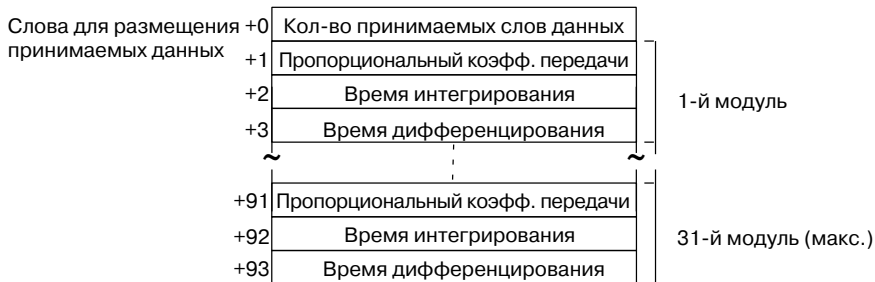 Слова для размещения принимаемых данных
+0 Кол-во принимаемых слов данных
+1 Пропорциональный коэфф. передачи
+2 Время интегрирования
+3 Время дифференцирования
1-й модуль
~ ~
+91 Пропорциональный коэфф. передачи
+92 Время интегрирования
+93 Время дифференцирования
31-й модуль (макс.)